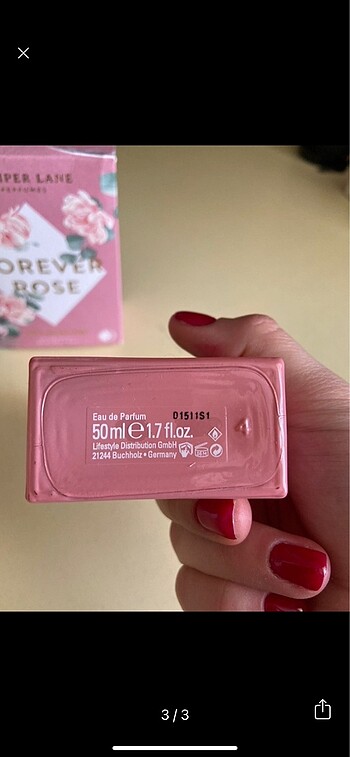 PER LANE
PERFUMES
OREVER
ROSE
Eau de Parfum
D1511S1
50ml e 1.7 fl.oz.
Lifestyle Distribution GmbH
21244 Buchholz • Germany
3/3